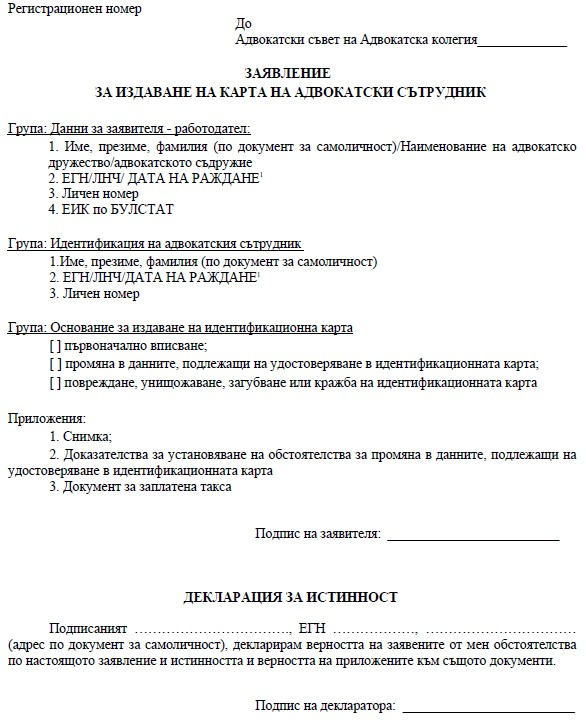 Регистрационен номер
До
Адвокатски съвет на Адвокатска колегия_____________
ЗАЯВЛЕНИЕ
ЗА ИЗДАВАНЕ НА КАРТА НА АДВОКАТСКИ СЪТРУДНИК
Група: Данни за заявителя - работодател:
1. Име, презиме, фамилия (по документ за самоличност)/Наименование на адвокатско
дружество/адвокатското съдружие
2. ЕГН/ЛНЧ/ ДАТА НА РАЖДАНЕ¹
3. Личен номер
4. ЕИК по БУЛСТАТ
Група: Идентификация на адвокатския сътрудник
1.Име, презиме, фамилия (по документ за самоличност)
2. ЕГН/ЛНЧ/ДАТА НА РАЖДАНЕ¹
3. Личен номер
Група: Основание за издаване на идентификационна карта
[ ] първоначално вписване;
[ ] промяна в данните, подлежащи на удостоверяване в идентификационната карта;
[ ] повреждане, унищожаване, загубване или кражба на идентификационната карта
Приложения:
1. Снимка;
2. Доказателства за установяване на обстоятелства за промяна в данните, подлежащи на
удостоверяване в идентификационната карта
3. Документ за заплатена такса
Подпис на заявителя: _________________________
ДЕКЛАРАЦИЯ ЗА ИСТИННОСТ
Подписаният ……………………………, ЕГН ………………, …………………………
(адрес по документ за самоличност), декларирам верността на заявените от мен обстоятелства
по настоящото заявление и истинността и верността на приложените към същото документи.
Подпис на декларатора: _________________________